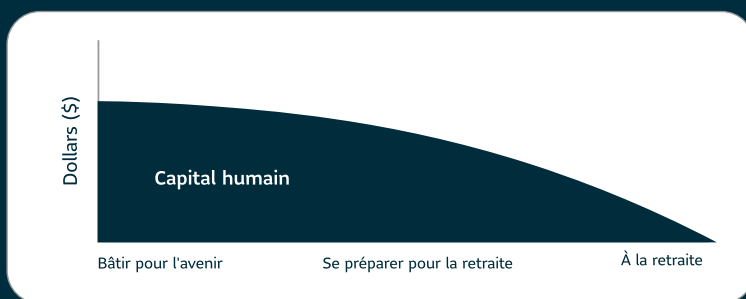 Dollars ($)
Capital humain
Bâtir pour l'avenir
Se préparer pour la retraite
À la retraite